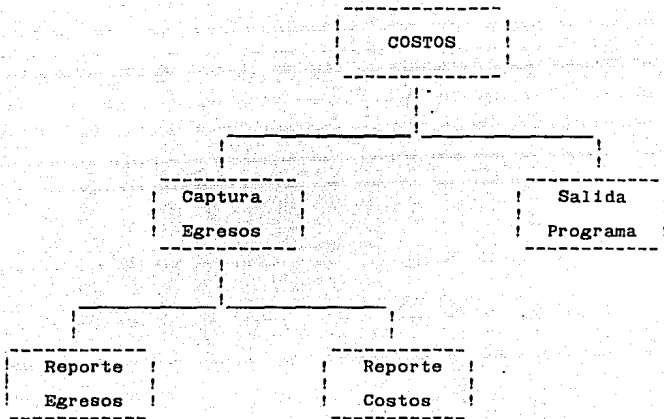 COSTOS
Captura
Egresos
Salida
Programa
Reporte
Egresos
Reporte
Costos